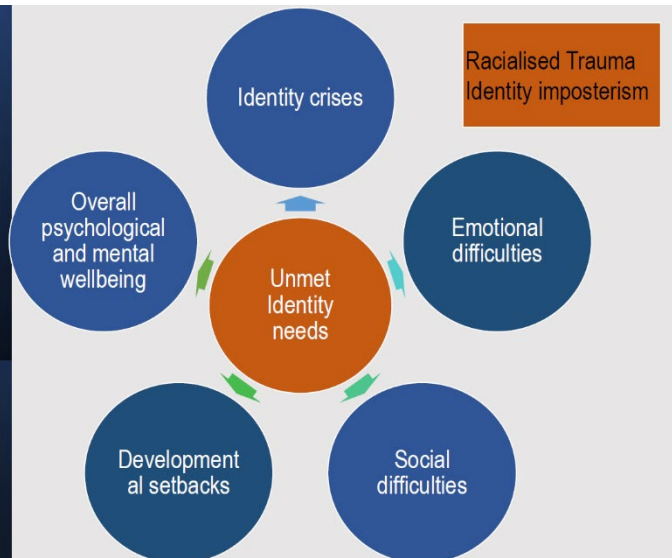 Racialised Trauma
Identity imposterism
Identity crises
Overall
psychological
and mental
wellbeing
Emotional
difficulties
Unmet
Identity
needs
Development
al setbacks
Social
difficulties